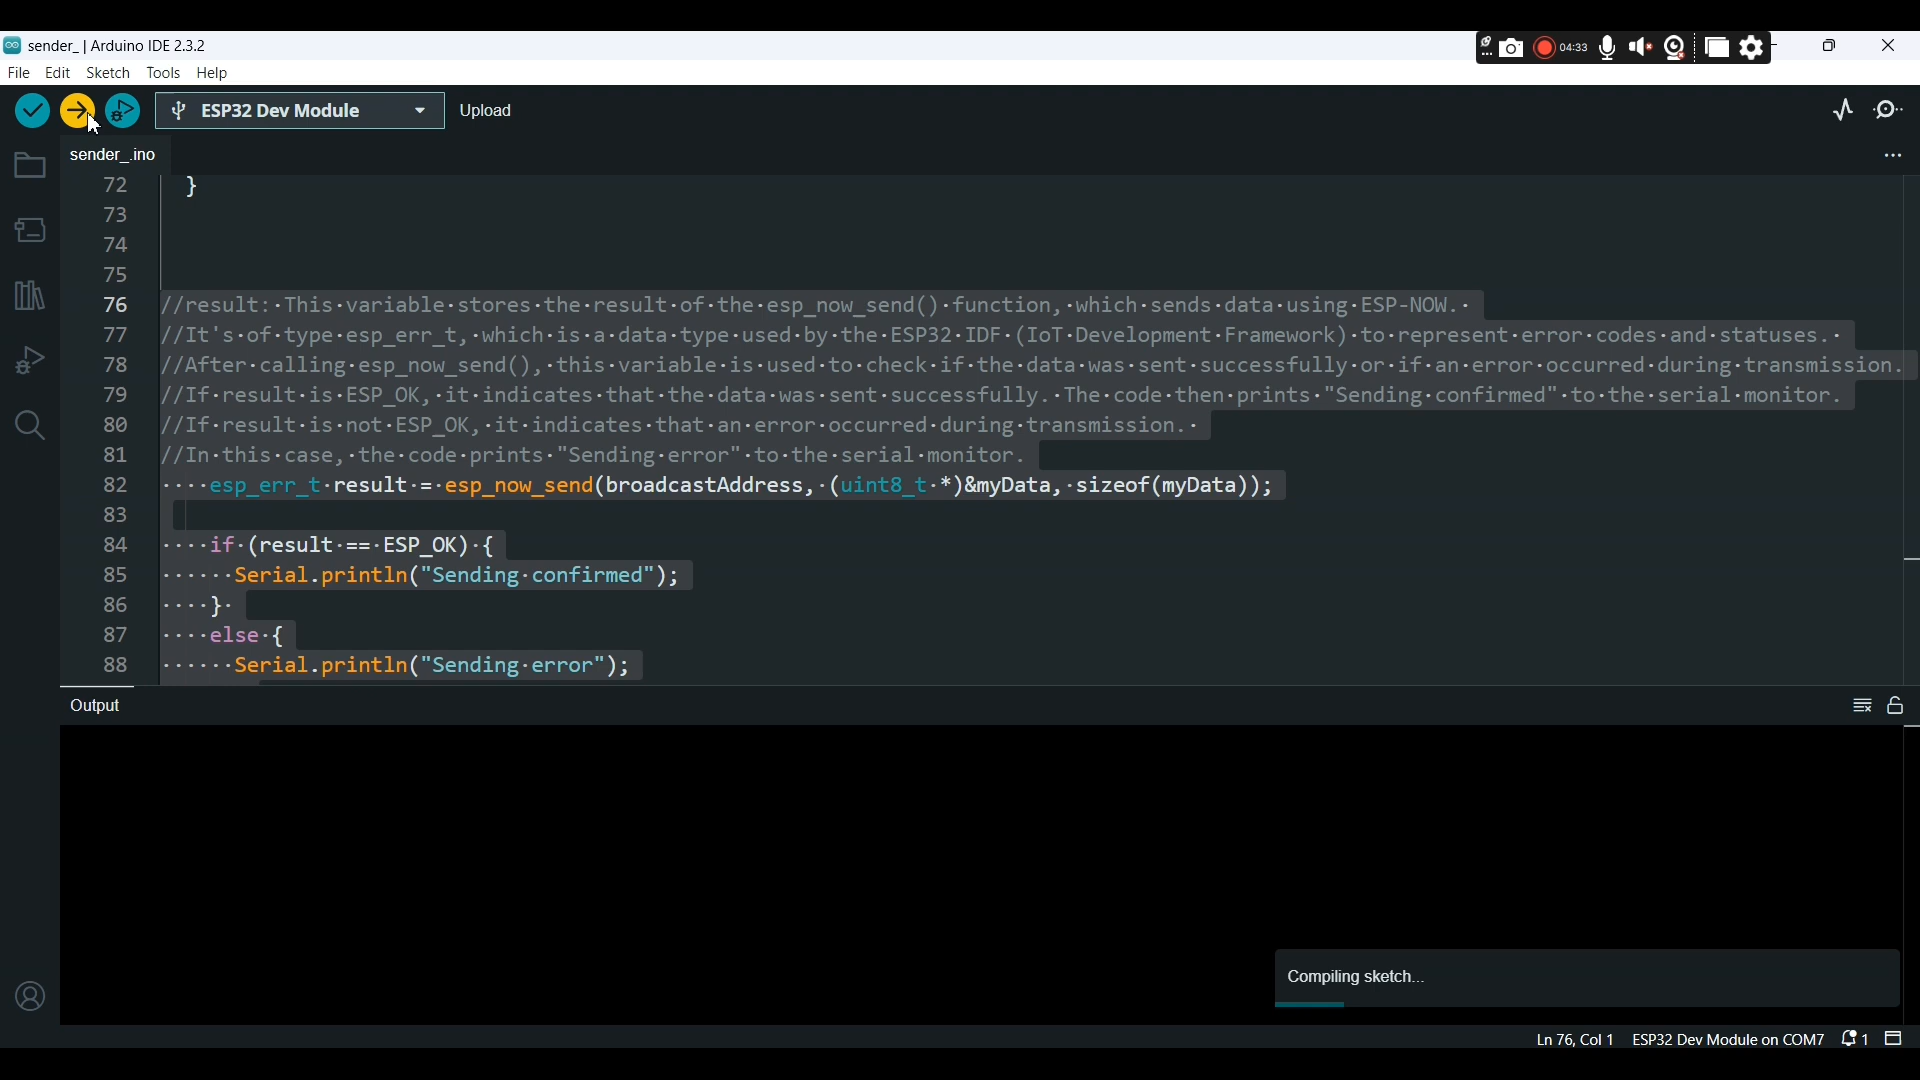 sender_ | Arduino IDE 2.3.2
04:33
File Edit Sketch Tools Help
ESP32 Dev Module Upload
sender_.ino
72 }
73
74
75
76 //result: This variable stores the result of the esp_now_send() function, which sends data using ESP-NOW.
77 //It's of type esp_err_t, which is a data type used by the ESP32 IDF (IoT Development Framework) to represent error codes and statuses.
78 //After calling esp_now_send(), this variable is used to check if the data was sent successfully or if an error occurred during transmission.
79 //If result is ESP_OK, it indicates that the data was sent successfully. The code then prints "Sending confirmed" to the serial monitor.
80 //If result is not ESP_OK, it indicates that an error occurred during transmission.
81 //In this case, the code prints "Sending error" to the serial monitor.
82 esp_err_t result = esp_now_send(broadcastAddress, (uint8_t *)&myData, sizeof(myData));
83
84 if (result == ESP_OK) {
85 Serial.println("Sending confirmed");
86 }
87 else {
88 Serial.println("Sending error");
Output
Compiling sketch...
Ln 76, Col 1 ESP32 Dev Module on COM7 1